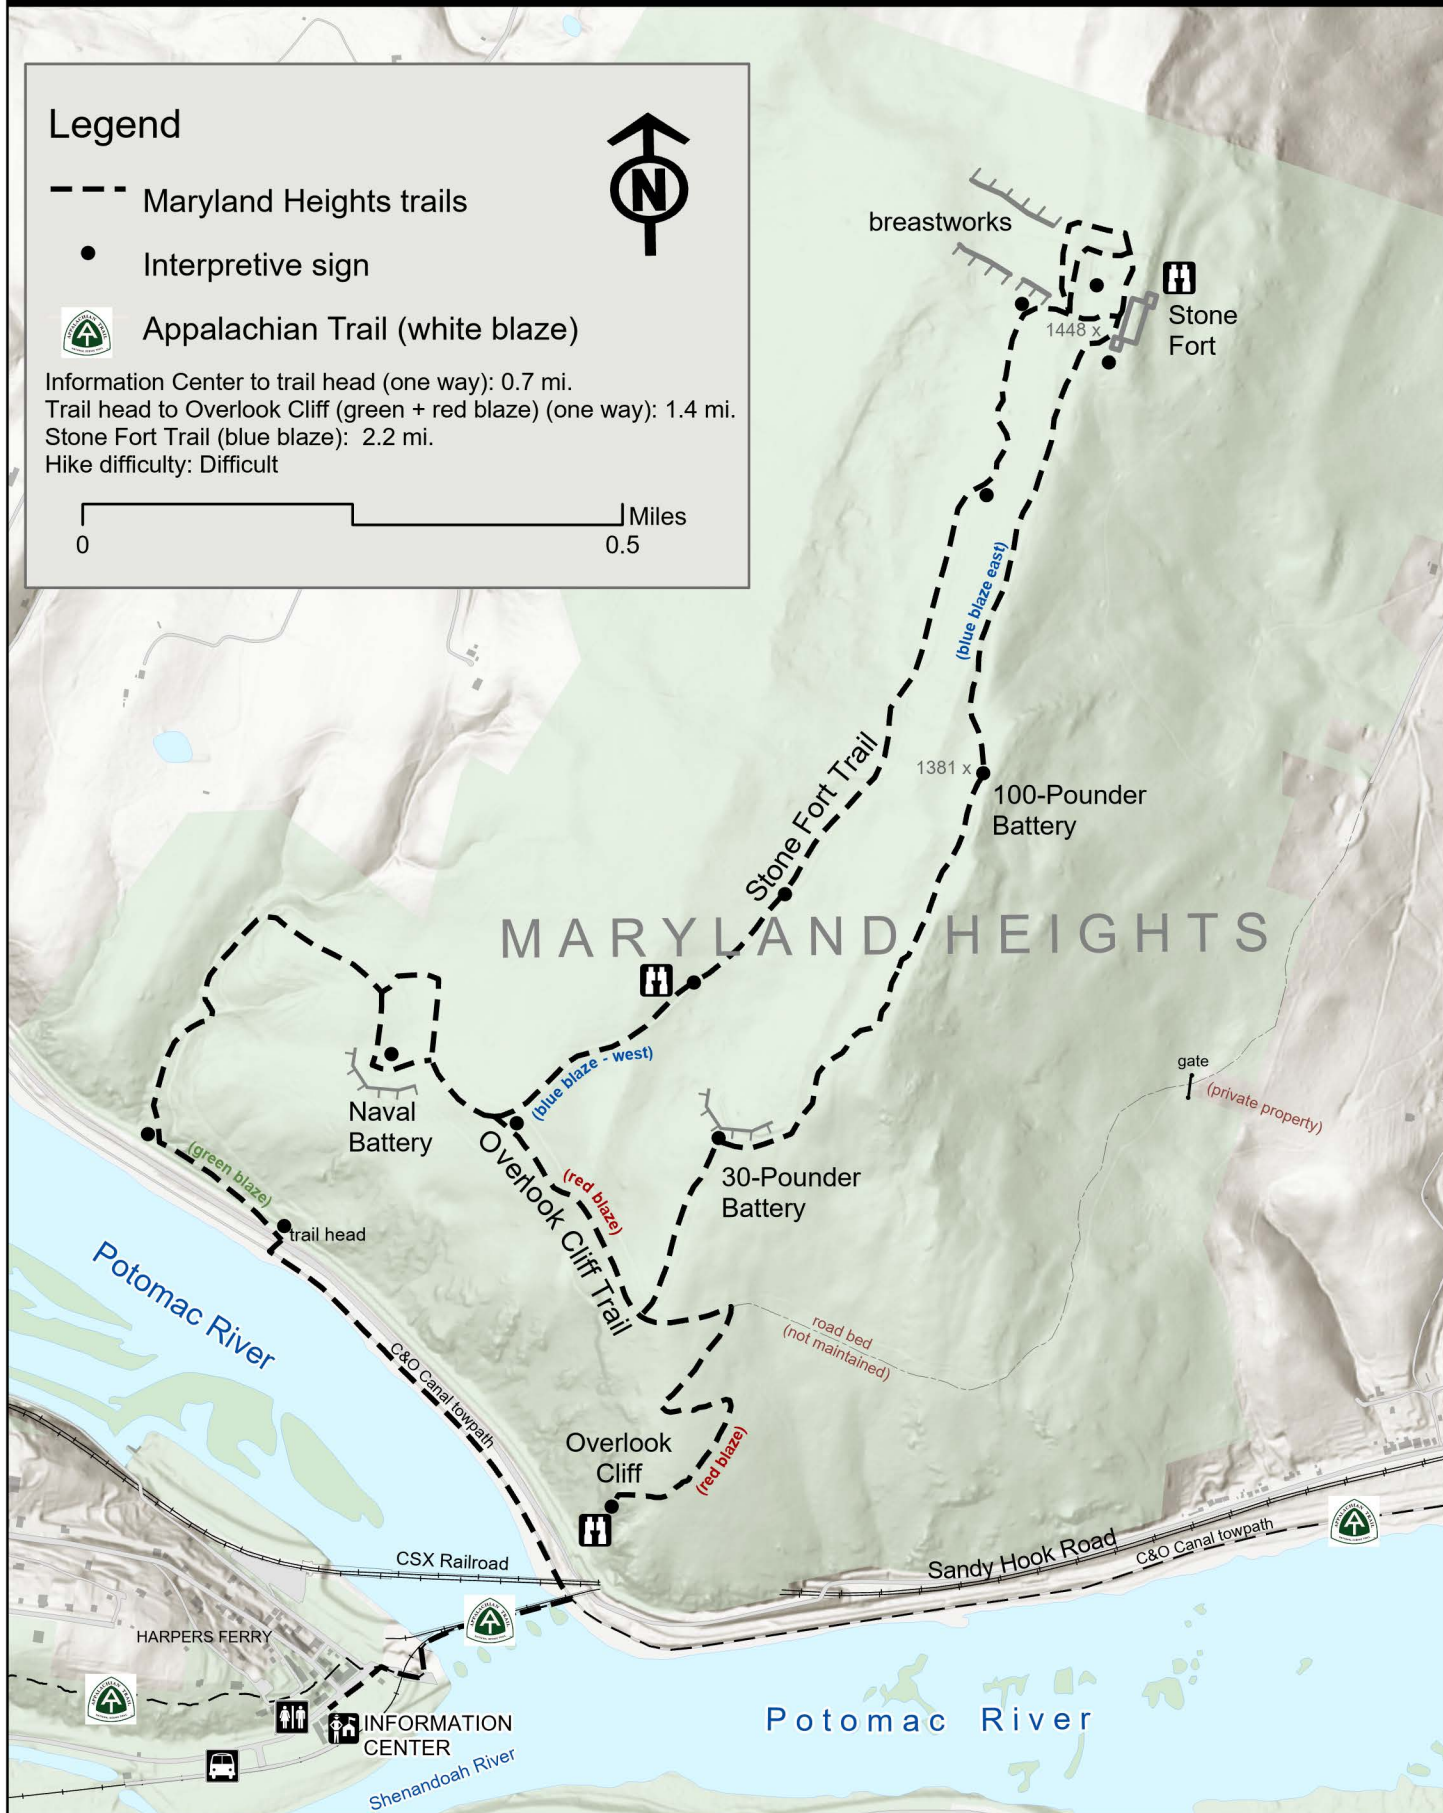 Legend
N
Maryland Heights trails
Interpretive sign
Appalachian Trail (white blaze)
Information Center to trail head (one way): 0.7 mi.
Trail head to Overlook Cliff (green + red blaze) (one way): 1.4 mi.
Stone Fort Trail (blue blaze): 2.2 mi.
Hike difficulty: Difficult
Miles
0
0.5
breastworks
Stone
Fort
1448 x
(blue blaze east)
Stone Fort Trail
1381 x
100-Pounder
Battery
MARYLAND HEIGHTS
(blue blaze - west)
Naval
Battery
gate
(private property)
(green blaze)
Overlook Cliff Trail
(red blaze)
30-Pounder
Battery
trail head
Potomac River
C&O Canal towpath
road bed
(not maintained)
Overlook
Cliff
(red blaze)
CSX Railroad
Sandy Hook Road
C&O Canal towpath
HARPERS FERRY
INFORMATION
CENTER
Potomac River
Shenandoah River